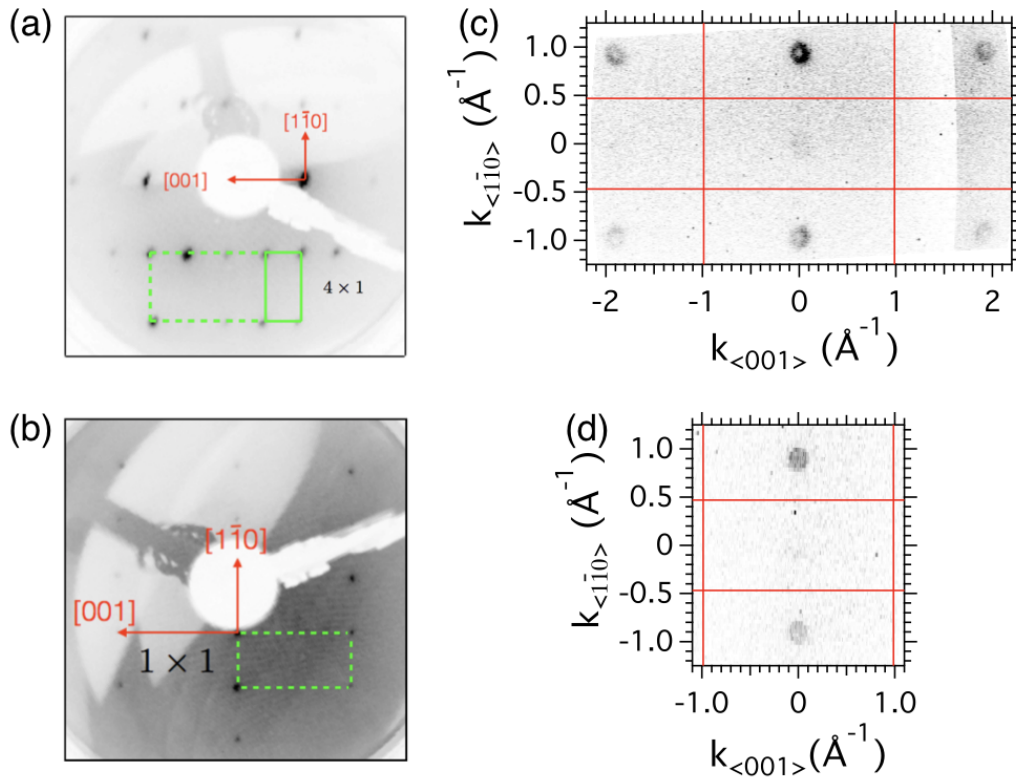 (a)
[11̄0]
[001]
4 × 1
(b)
[11̄0]
[001]
1 × 1
(c)
k<11̄0> (Å⁻¹)
1.0
0.5
0
-0.5
-1.0
-2
-1
0
1
2
k<001> (Å⁻¹)
(d)
k<11̄0> (Å⁻¹)
1.0
0.5
0
-0.5
-1.0
-1.0
0
1.0
k<001>(Å⁻¹)